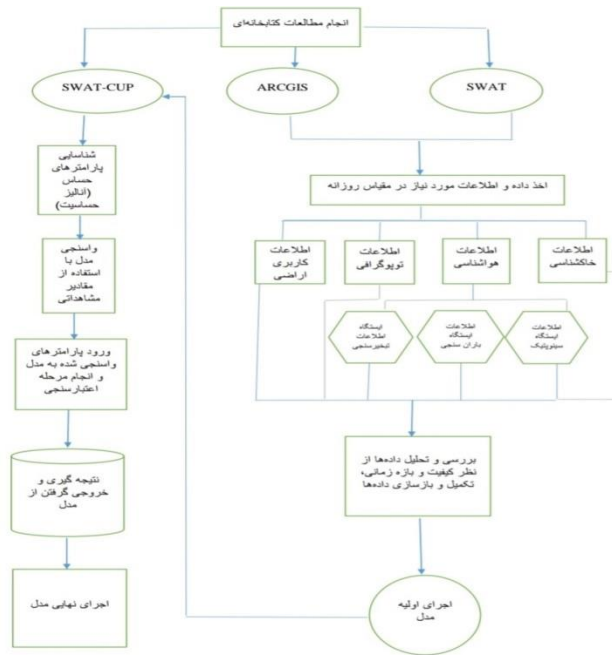 انجام مطالعات کتابخانه‌ای
SWAT-CUP
ARCGIS
SWAT
شناسایی
پارامترهای
حساس
(آنالیز
حساسیت)
واسنجی
مدل با
استفاده از
مقادیر
مشاهداتی
ورود پارامترهای
واسنجی شده به مدل
و انجام مرحله
اعتبارسنجی
نتیجه گیری و
خروجی گرفتن از
مدل
اجرای نهایی مدل
اخذ داده و اطلاعات مورد نیاز در مقیاس روزانه
اطلاعات
خاکشناسی
اطلاعات
هواشناسی
اطلاعات
توپوگرافی
اطلاعات
کاربری
اراضی
اطلاعات
ایستگاه
سینوپتیک
اطلاعات
ایستگاه
باران سنجی
ایستگاه
اطلاعات
تبخیرسنجی
بررسی و تحلیل داده‌ها از
نظر کیفیت و بازه زمانی،
تکمیل و بازسازی داده‌ها
اجرای اولیه
مدل